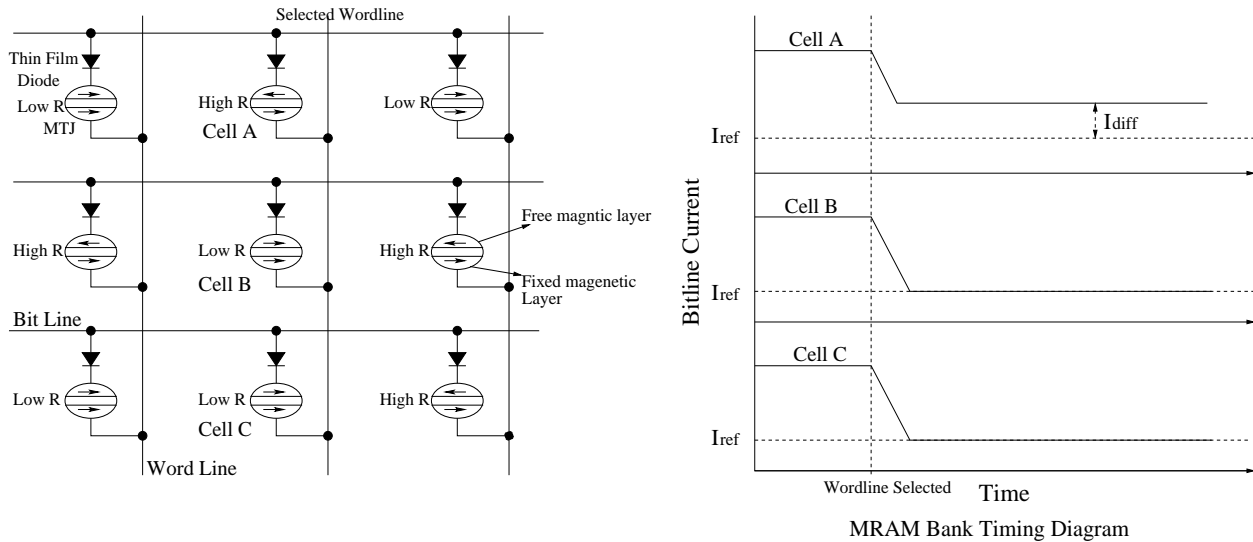 Selected Wordline
Thin Film
Diode
Low R
MTJ
High R
Cell A
Low R
High R
Low R
Cell B
High R
Free magntic layer
Fixed magenetic
Layer
Bit Line
Low R
Low R
Cell C
High R
Word Line
Bitline Current
Cell A
Iref
Idiff
Cell B
Iref
Cell C
Iref
Wordline Selected
Time
MRAM Bank Timing Diagram